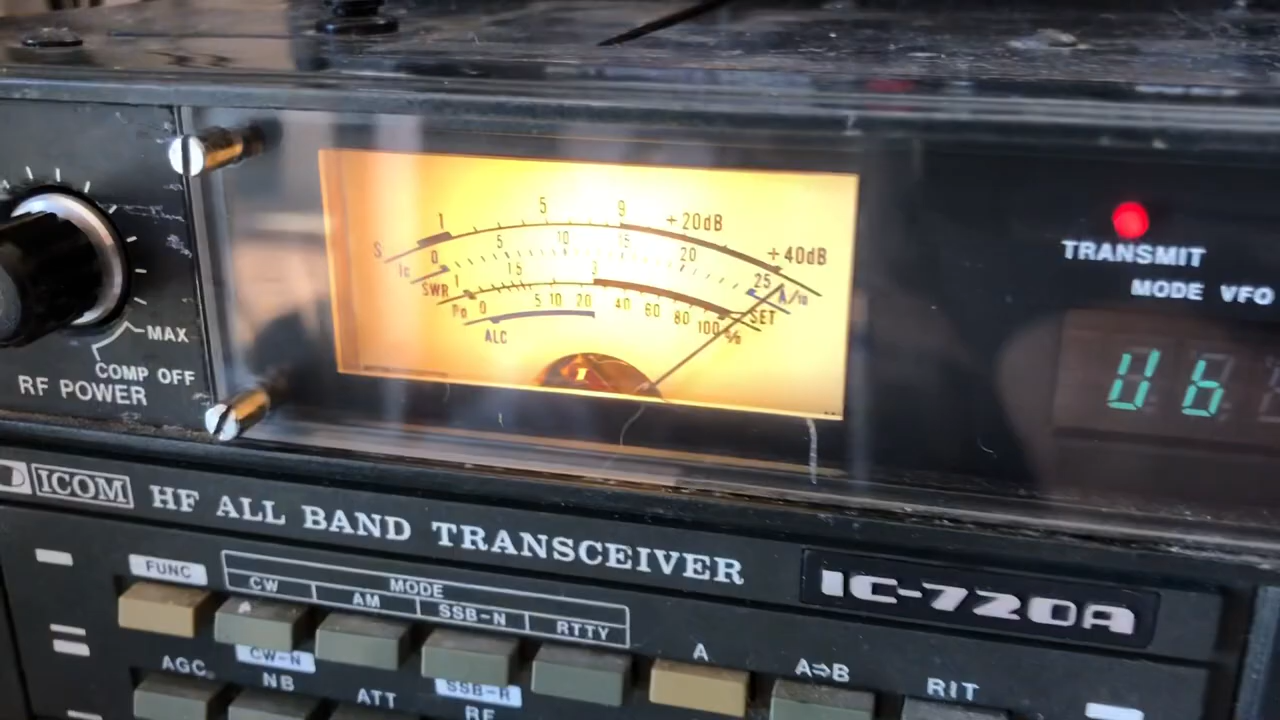 1 5 9 +20dB +40dB
S
0 5 10 15 20 25 A/10
Ic
1 1.5 3
SWR
0 5 10 20 40 60 80 100 % SET
Po
ALC
TRANSMIT
MODE VFO
U b
MAX
COMP OFF
RF POWER
ICOM HF ALL BAND TRANSCEIVER
IC-720A
FUNC
MODE
CW AM SSB-N RTTY
A A⇒B RIT
CW-N
SSB-R
AGC NB ATT RF